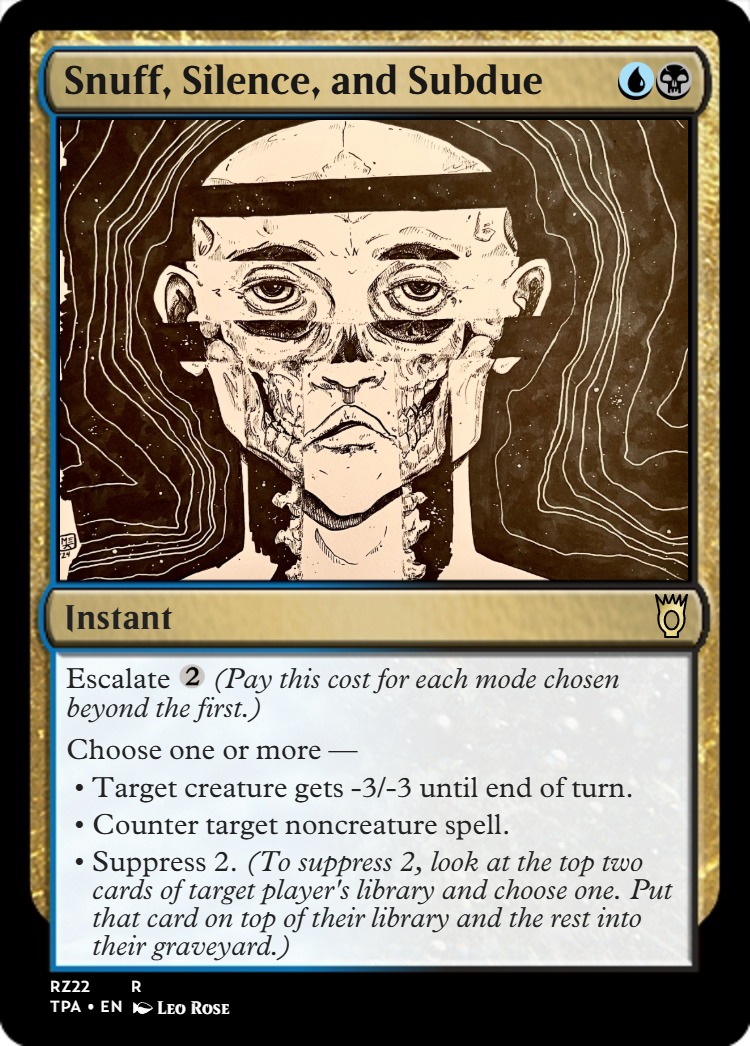 Snuff, Silence, and Subdue
Instant
Escalate 2 (Pay this cost for each mode chosen
beyond the first.)
Choose one or more —
• Target creature gets -3/-3 until end of turn.
• Counter target noncreature spell.
• Suppress 2. (To suppress 2, look at the top two
cards of target player's library and choose one. Put
that card on top of their library and the rest into
their graveyard.)
RZ22 R
TPA • EN Leo Rose